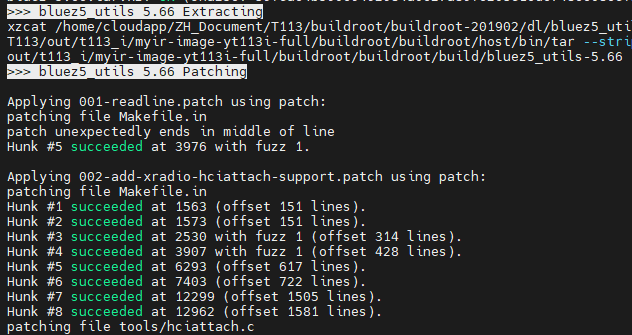 >>> bluez5_utils 5.66 Extracting
xzcat /home/cloudapp/ZH_Document/T113/buildroot/buildroot-201902/dl/bluez5_uti
T113/out/t113_i/myir-image-yt113i-full/buildroot/buildroot/host/bin/tar --strip
out/t113_i/myir-image-yt113i-full/buildroot/buildroot/build/bluez5_utils-5.66
>>> bluez5_utils 5.66 Patching
Applying 001-readline.patch using patch:
patching file Makefile.in
patch unexpectedly ends in middle of line
Hunk #5 succeeded at 3976 with fuzz 1.
Applying 002-add-xradio-hciattach-support.patch using patch:
patching file Makefile.in
Hunk #1 succeeded at 1563 (offset 151 lines).
Hunk #2 succeeded at 1573 (offset 151 lines).
Hunk #3 succeeded at 2530 with fuzz 1 (offset 314 lines).
Hunk #4 succeeded at 3907 with fuzz 1 (offset 428 lines).
Hunk #5 succeeded at 6293 (offset 617 lines).
Hunk #6 succeeded at 7403 (offset 722 lines).
Hunk #7 succeeded at 12299 (offset 1505 lines).
Hunk #8 succeeded at 12962 (offset 1581 lines).
patching file tools/hciattach.c